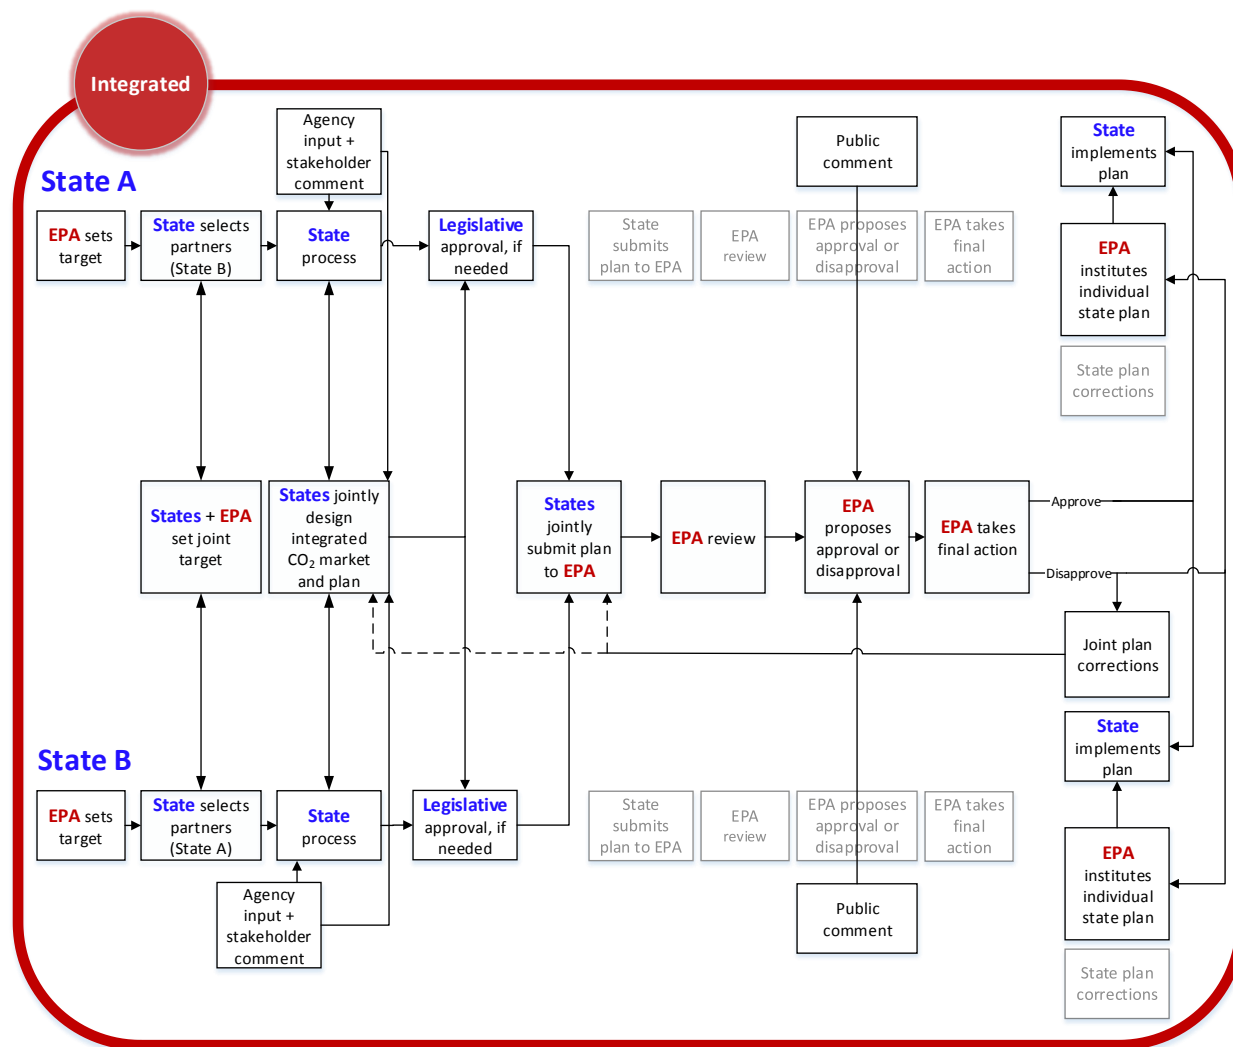 Integrated
Agency
input +
stakeholder
comment
Public
comment
State
implements
plan
State A
EPA sets
target
State selects
partners
(State B)
State
process
Legislative
approval, if
needed
State
submits
plan to EPA
EPA
review
EPA proposes
approval or
disapproval
EPA takes
final
action
EPA
institutes
individual
state plan
State plan
corrections
States + EPA
set joint
target
States jointly
design
integrated
CO₂ market
and plan
States
jointly
submit plan
to EPA
EPA review
EPA
proposes
approval or
disapproval
EPA takes
final action
Approve
Disapprove
Joint plan
corrections
State
implements
plan
State B
EPA sets
target
State selects
partners
(State A)
State
process
Legislative
approval, if
needed
State
submits
plan to EPA
EPA
review
EPA proposes
approval or
disapproval
EPA takes
final
action
EPA
institutes
individual
state plan
Agency
input +
stakeholder
comment
Public
comment
State plan
corrections